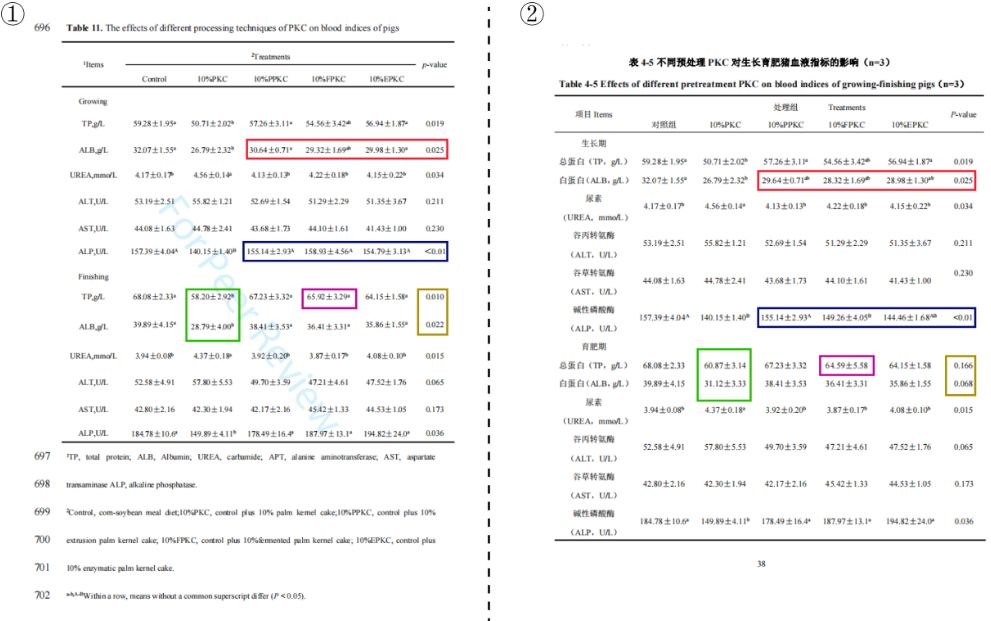 ①
696 Table 11. The effects of different processing techniques of PKC on blood indices of pigs
¹Items ²Treatments p-value
Control 10%PKC 10%PPKC 10%FPKC 10%EPKC
Growing
TP,g/L 59.28±1.95ᵃ 50.71±2.02ᵇ 57.26±3.11ᵃ 54.56±3.42ᵃᵇ 56.94±1.87ᵃ 0.019
ALB,g/L 32.07±1.55ᵃ 26.79±2.32ᵇ 30.64±0.71ᵃ 29.32±1.69ᵃᵇ 29.98±1.30ᵃ 0.025
UREA,mmo/L 4.17±0.17ᵇ 4.56±0.14ᵃ 4.13±0.13ᵇ 4.22±0.18ᵇ 4.15±0.22ᵇ 0.034
ALT,U/L 53.19±2.51 55.82±1.21 52.69±1.54 51.29±2.29 51.35±3.67 0.211
AST,U/L 44.08±1.63 44.78±2.41 43.68±1.73 44.10±1.61 41.43±1.00 0.230
ALP,U/L 157.39±4.04ᴬ 140.15±1.40ᴮ 155.14±2.93ᴬ 158.93±4.56ᴬ 154.79±3.13ᴬ <0.01
Finishing
TP,g/L 68.08±2.33ᵃ 58.20±2.92ᵇ 67.23±3.32ᵃ 65.92±3.29ᵃ 64.15±1.58ᵃ 0.010
ALB,g/L 39.89±4.15ᵃ 28.79±4.00ᵇ 38.41±3.53ᵃ 36.41±3.31ᵃ 35.86±1.55ᵃ 0.022
UREA,mmo/L 3.94±0.08ᵇ 4.37±0.18ᵃ 3.92±0.20ᵇ 3.87±0.17ᵇ 4.08±0.10ᵇ 0.015
ALT,U/L 52.58±4.91 57.80±5.53 49.70±3.59 47.21±4.61 47.52±1.76 0.065
AST,U/L 42.80±2.16 42.30±1.94 42.17±2.16 45.42±1.33 44.53±1.05 0.173
ALP,U/L 184.78±10.6ᵃ 149.89±4.11ᵇ 178.49±16.4ᵃ 187.97±13.1ᵃ 194.82±24.0ᵃ 0.036
For Peer Review
697 ¹TP, total protein; ALB, Albumin; UREA, carbamide; APT, alanine aminotransferase; AST, aspartate
698 transaminase ALP, alkaline phosphatase.
699 ²Control, corn-soybean meal diet;10%PKC, control plus 10% palm kernel cake;10%PPKC, control plus 10%
700 extrusion palm kernel cake; 10%FPKC, control plus 10%fermented palm kernel cake; 10%EPKC, control plus
701 10% enzymatic palm kernel cake.
702 ᵃ·ᵇ·ᴬ·ᴮWithin a row, means without a common superscript differ (P < 0.05).
②
表 4-5 不同预处理 PKC 对生长育肥猪血液指标的影响（n=3）
Table 4-5 Effects of different pretreatment PKC on blood indices of growing-finishing pigs（n=3）
项目 Items 处理组 Treatments P-value
对照组 10%PKC 10%PPKC 10%FPKC 10%EPKC
生长期
总蛋白（TP，g/L） 59.28±1.95ᵃ 50.71±2.02ᵇ 57.26±3.11ᵃ 54.56±3.42ᵃᵇ 56.94±1.87ᵃ 0.019
白蛋白（ALB，g/L） 32.07±1.55ᵃ 26.79±2.32ᵇ 29.64±0.71ᵃᵇ 28.32±1.69ᵃᵇ 28.98±1.30ᵃᵇ 0.025
尿素
（UREA，mmo/L） 4.17±0.17ᵇ 4.56±0.14ᵃ 4.13±0.13ᵇ 4.22±0.18ᵇ 4.15±0.22ᵇ 0.034
谷丙转氨酶
（ALT，U/L） 53.19±2.51 55.82±1.21 52.69±1.54 51.29±2.29 51.35±3.67 0.211
谷草转氨酶
（AST，U/L） 44.08±1.63 44.78±2.41 43.68±1.73 44.10±1.61 41.43±1.00 0.230
碱性磷酸酶
（ALP，U/L） 157.39±4.04ᴬ 140.15±1.40ᴮ 155.14±2.93ᴬ 149.26±4.05ᴮ 144.46±1.68ᴬᵇ <0.01
育肥期
总蛋白（TP，g/L） 68.08±2.33 60.87±3.14 67.23±3.32 64.59±5.58 64.15±1.58 0.166
白蛋白（ALB，g/L） 39.89±4.15 31.12±3.33 38.41±3.53 36.41±3.31 35.86±1.55 0.068
尿素
（UREA，mmo/L） 3.94±0.08ᵇ 4.37±0.18ᵃ 3.92±0.20ᵇ 3.87±0.17ᵇ 4.08±0.10ᵇ 0.015
谷丙转氨酶
（ALT，U/L） 52.58±4.91 57.80±5.53 49.70±3.59 47.21±4.61 47.52±1.76 0.065
谷草转氨酶
（AST，U/L） 42.80±2.16 42.30±1.94 42.17±2.16 45.42±1.33 44.53±1.05 0.173
碱性磷酸酶
（ALP，U/L） 184.78±10.6ᵃ 149.89±4.11ᵇ 178.49±16.4ᵃ 187.97±13.1ᵃ 194.82±24.0ᵃ 0.036
38